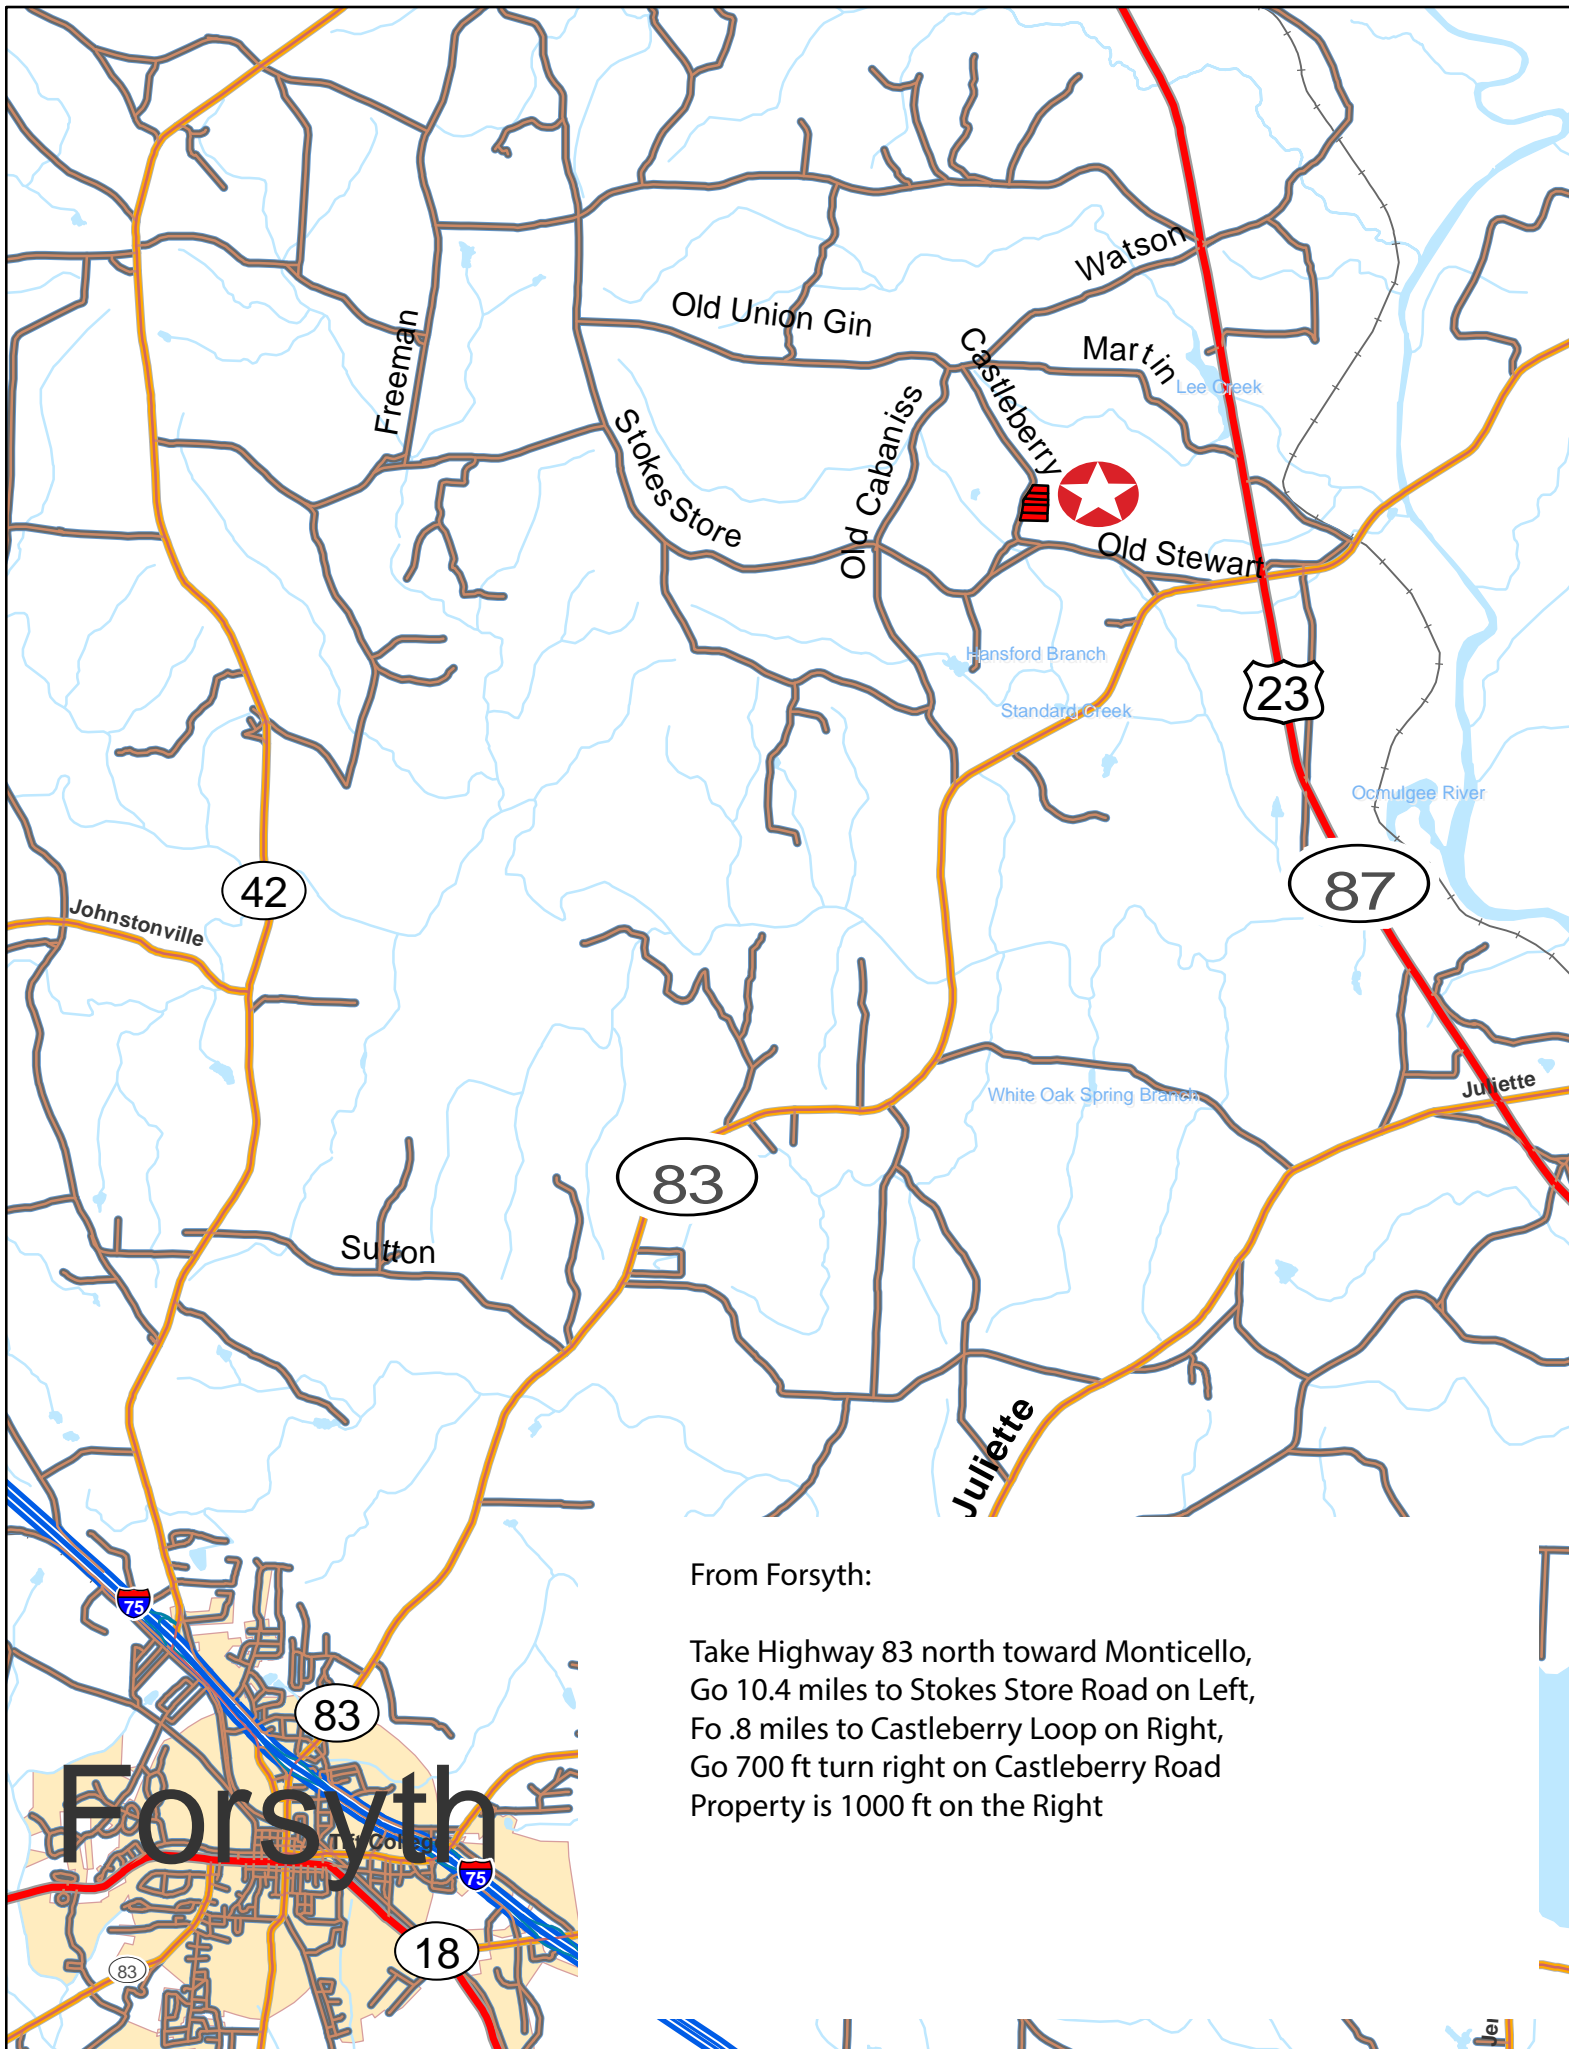 Watson
Old Union Gin
Freeman
Castleberry
Martin
Lee Creek
Stokes Store
Old Cabaniss
Old Stewart
Hansford Branch
Standard Creek
23
Ocmulgee River
42
87
Johnstonville
White Oak Spring Branch
Juliette
83
Sutton
Juliette
75
83
Forsyth
Tift College
75
18
83
From Forsyth:
Take Highway 83 north toward Monticello,
Go 10.4 miles to Stokes Store Road on Left,
Fo .8 miles to Castleberry Loop on Right,
Go 700 ft turn right on Castleberry Road
Property is 1000 ft on the Right